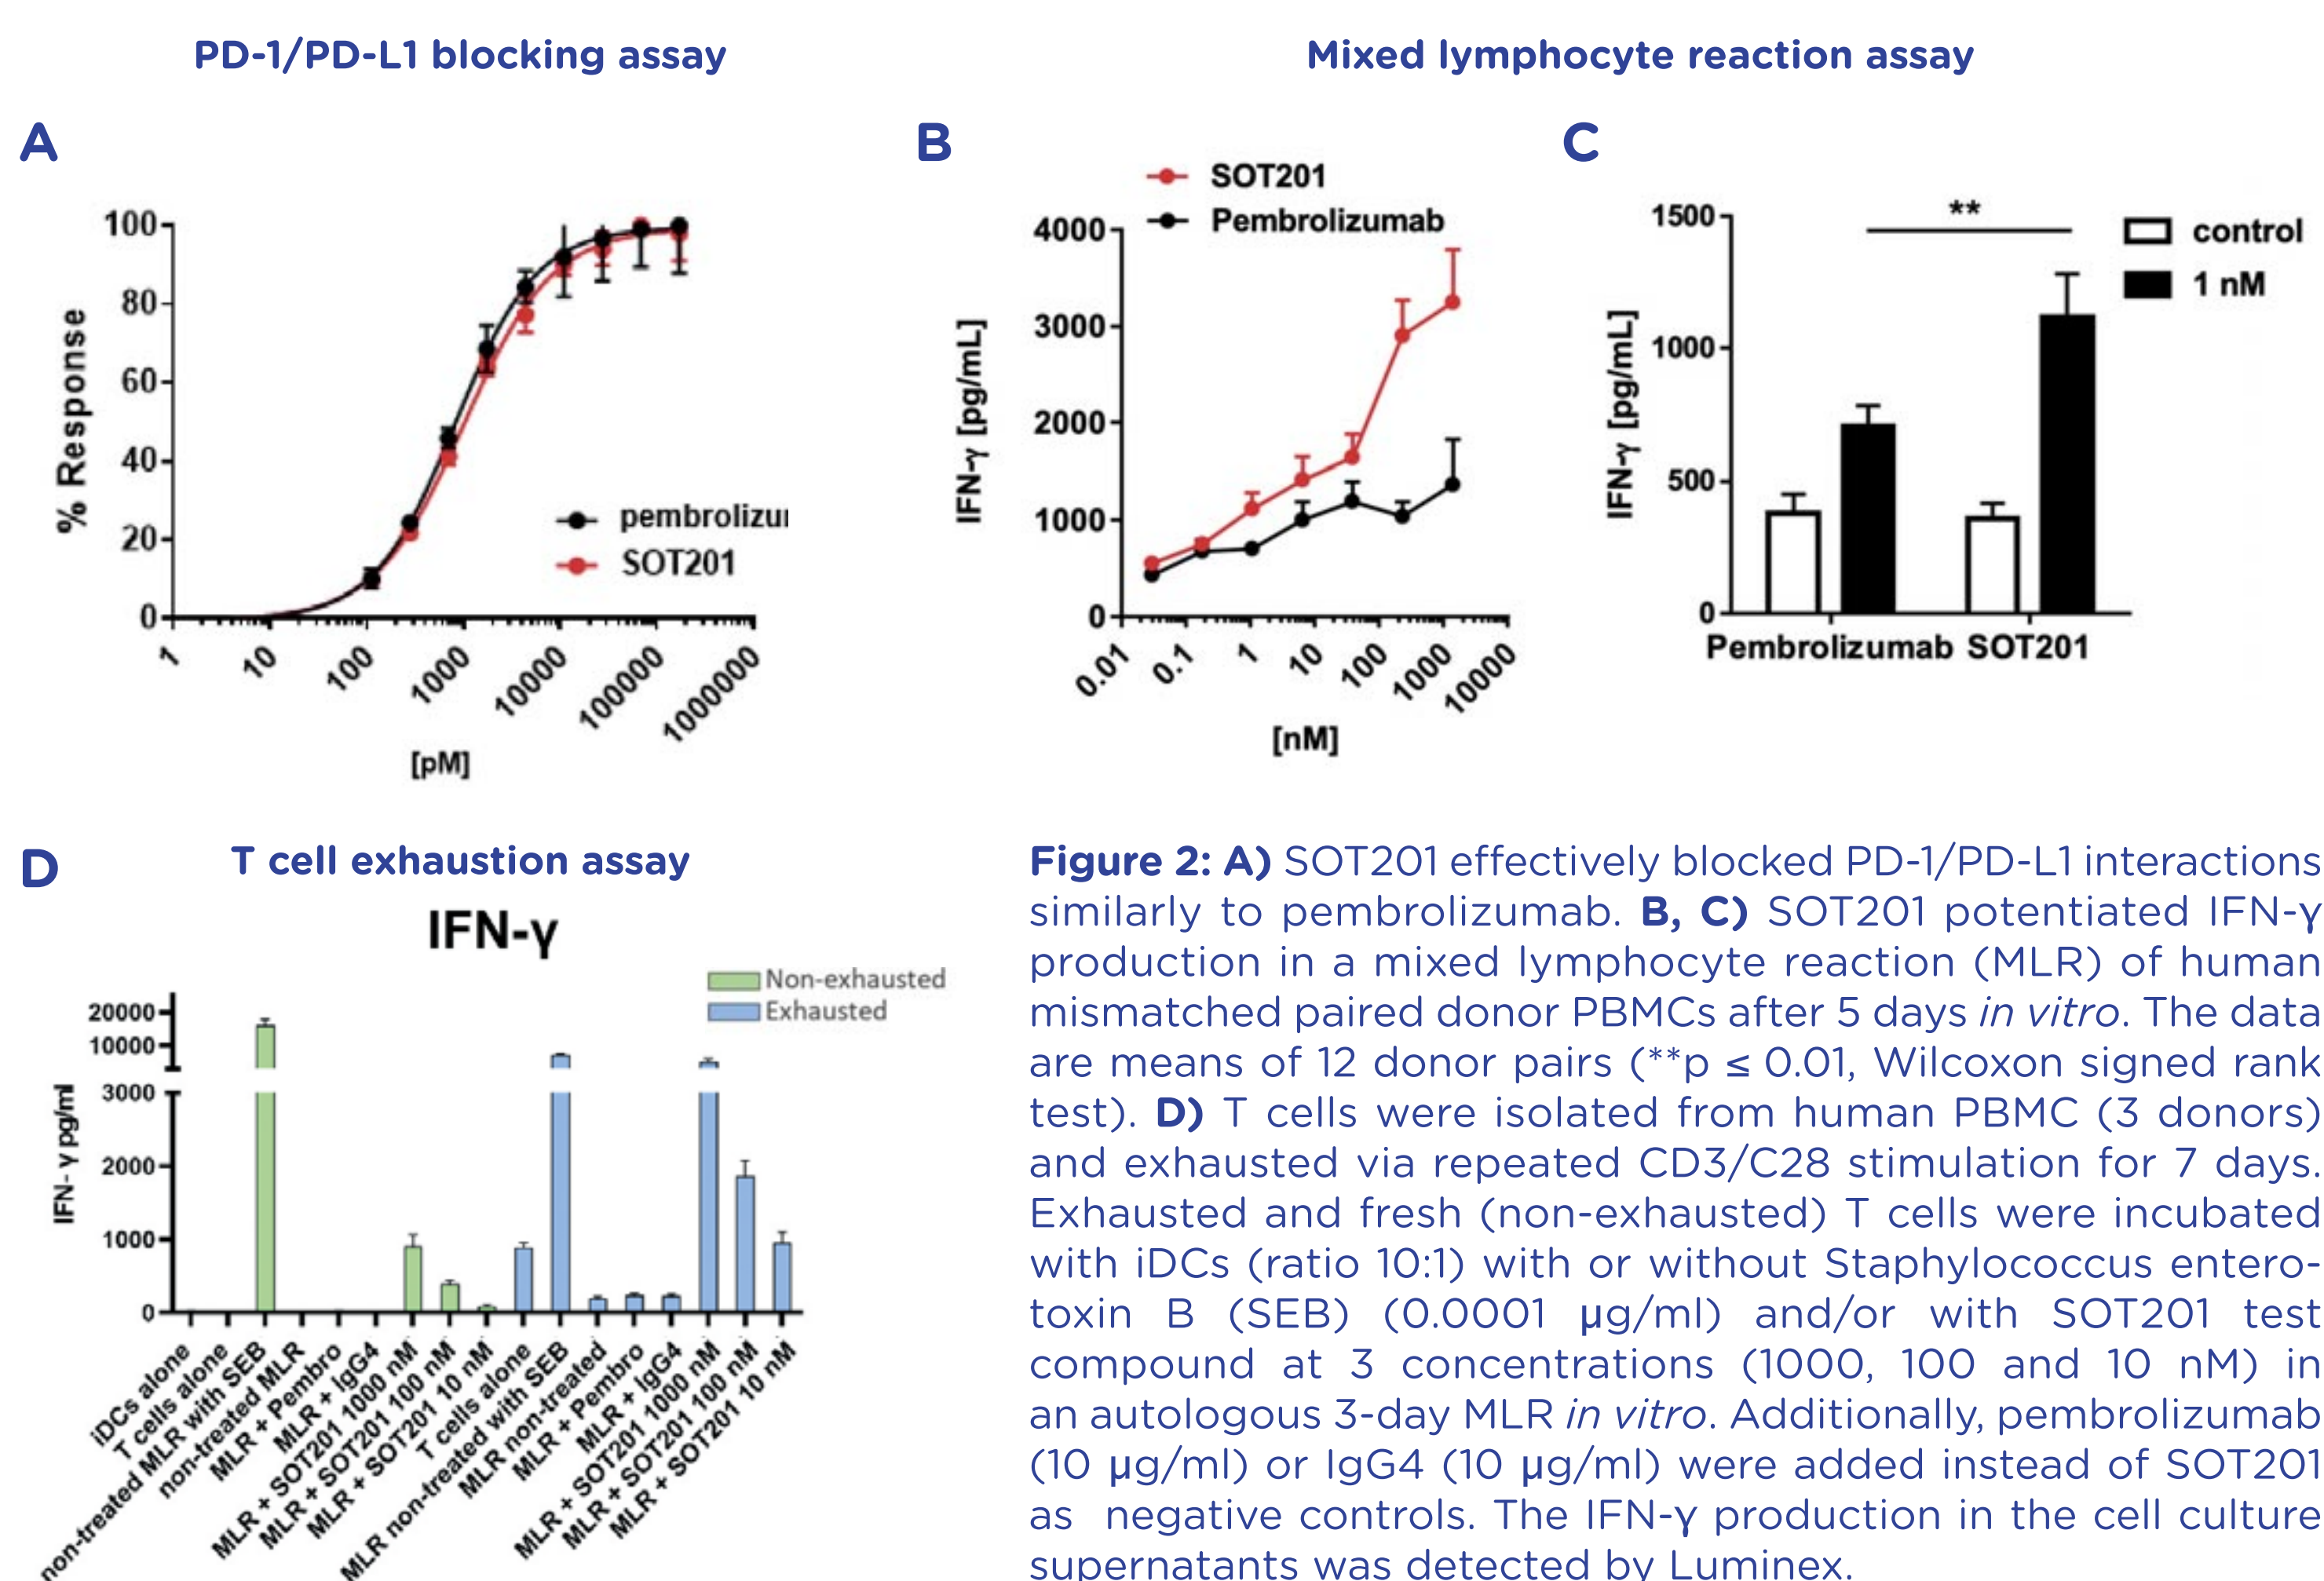 PD-1/PD-L1 blocking assay
Mixed lymphocyte reaction assay
A
100
80
60
40
20
0
% Response
pembrolizu
SOT201
1
10
100
1000
10000
100000
1000000
[pM]
B
SOT201
Pembrolizumab
4000
3000
2000
1000
0
IFN-γ [pg/mL]
0.01
0.1
1
10
100
1000
10000
[nM]
C
1500
1000
500
0
IFN-γ [pg/mL]
**
control
1 nM
Pembrolizumab SOT201
D
T cell exhaustion assay
IFN-γ
Non-exhausted
Exhausted
20000
10000
3000
2000
1000
0
IFN- γ pg/ml
iDCs alone
T cells alone
non-treated MLR with SEB
non-treated MLR
MLR + Pembro
MLR + IgG4
MLR + SOT201 1000 nM
MLR + SOT201 100 nM
MLR + SOT201 10 nM
T cells alone
MLR non-treated with SEB
MLR non-treated
MLR + Pembro
MLR + IgG4
MLR + SOT201 1000 nM
MLR + SOT201 100 nM
MLR + SOT201 10 nM
Figure 2: A) SOT201 effectively blocked PD-1/PD-L1 interactions
similarly to pembrolizumab. B, C) SOT201 potentiated IFN-γ
production in a mixed lymphocyte reaction (MLR) of human
mismatched paired donor PBMCs after 5 days in vitro. The data
are means of 12 donor pairs (**p ≤ 0.01, Wilcoxon signed rank
test). D) T cells were isolated from human PBMC (3 donors)
and exhausted via repeated CD3/C28 stimulation for 7 days.
Exhausted and fresh (non-exhausted) T cells were incubated
with iDCs (ratio 10:1) with or without Staphylococcus entero-
toxin B (SEB) (0.0001 µg/ml) and/or with SOT201 test
compound at 3 concentrations (1000, 100 and 10 nM) in
an autologous 3-day MLR in vitro. Additionally, pembrolizumab
(10 µg/ml) or IgG4 (10 µg/ml) were added instead of SOT201
as negative controls. The IFN-γ production in the cell culture
supernatants was detected by Luminex.